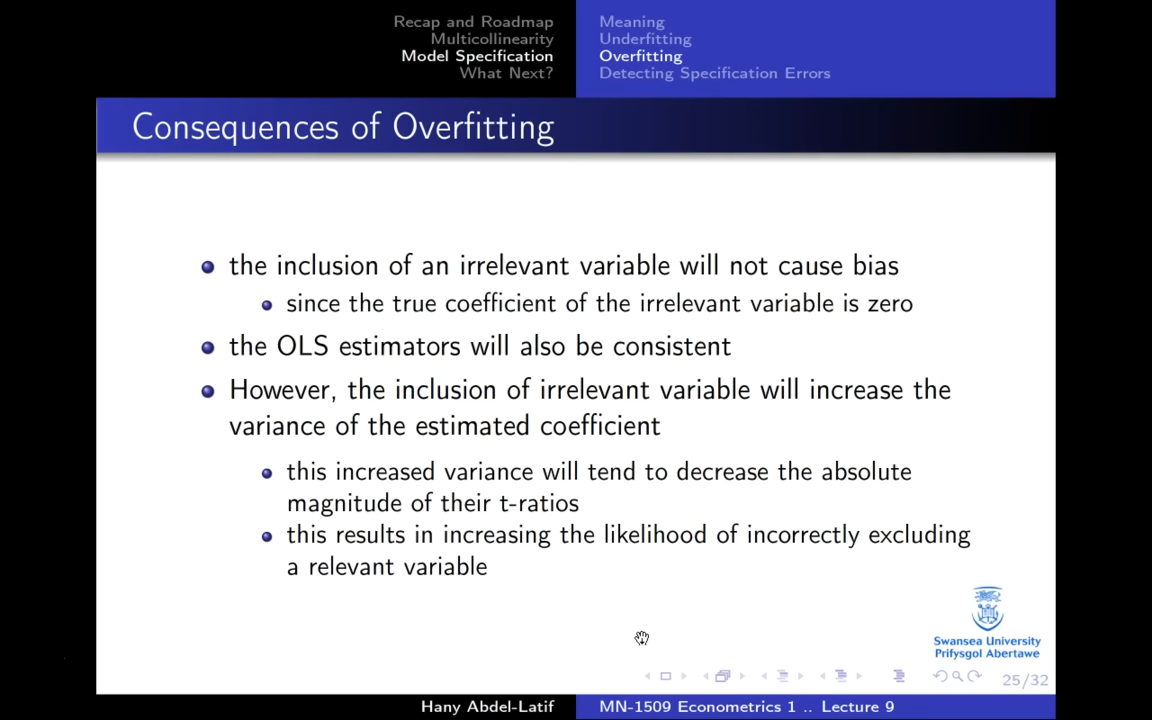 Recap and Roadmap
Multicollinearity
Model Specification
What Next?
Meaning
Underfitting
Overfitting
Detecting Specification Errors
Consequences of Overfitting
the inclusion of an irrelevant variable will not cause bias
since the true coefficient of the irrelevant variable is zero
the OLS estimators will also be consistent
However, the inclusion of irrelevant variable will increase the
variance of the estimated coefficient
this increased variance will tend to decrease the absolute
magnitude of their t-ratios
this results in increasing the likelihood of incorrectly excluding
a relevant variable
Swansea University
Prifysgol Abertawe
25/32
Hany Abdel-Latif
MN-1509 Econometrics 1 .. Lecture 9